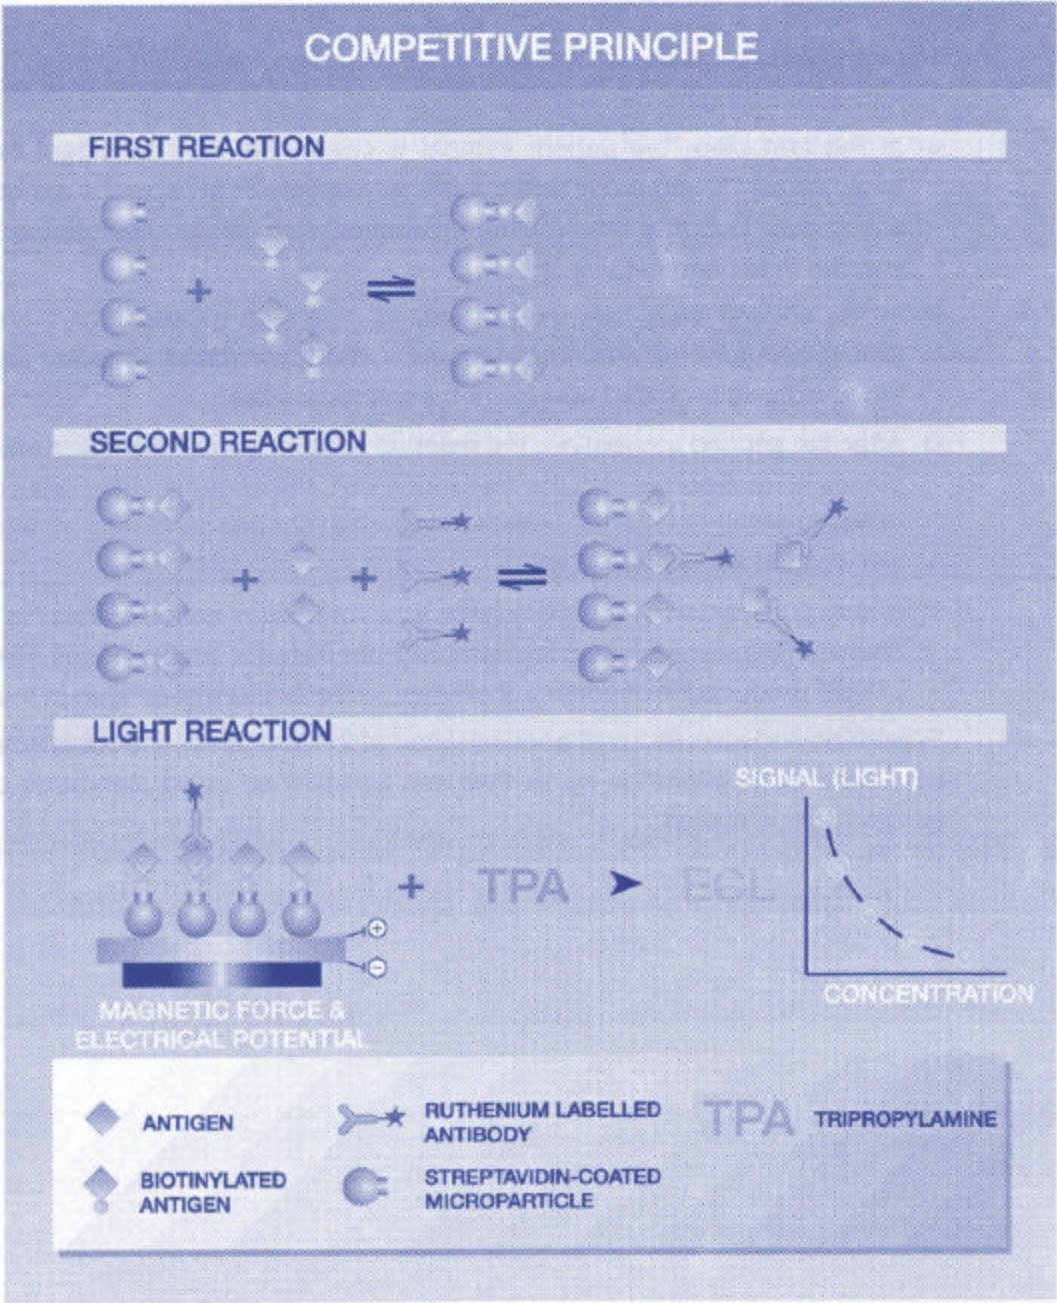 COMPETITIVE PRINCIPLE
FIRST REACTION
+
SECOND REACTION
+ +
LIGHT REACTION
SIGNAL (LIGHT)
+ TPA ECL
+
−
CONCENTRATION
MAGNETIC FORCE &
ELECTRICAL POTENTIAL
ANTIGEN
BIOTINYLATED
ANTIGEN
RUTHENIUM LABELLED
ANTIBODY
STREPTAVIDIN-COATED
MICROPARTICLE
TPA TRIPROPYLAMINE